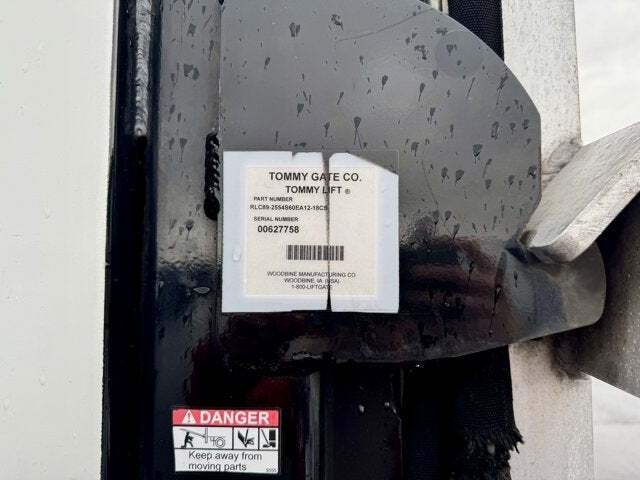 TOMMY GATE CO.
TOMMY LIFT ®
PART NUMBER
RLC89-2554S60EA12-18CS
SERIAL NUMBER
00627758
WOODBINE MANUFACTURING CO
WOODBINE, IA (USA)
1-800-LIFTGATE
DANGER
Keep away from
moving parts